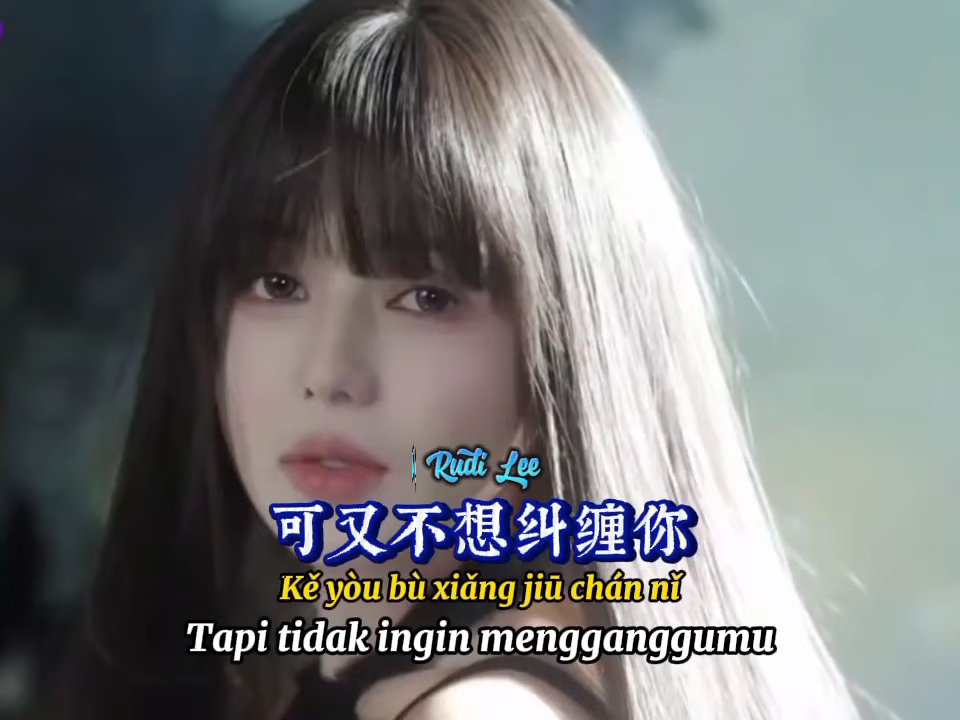 Rudi Lee
可又不想纠缠你
Kě yòu bù xiǎng jiū chán nǐ
Tapi tidak ingin mengganggumu